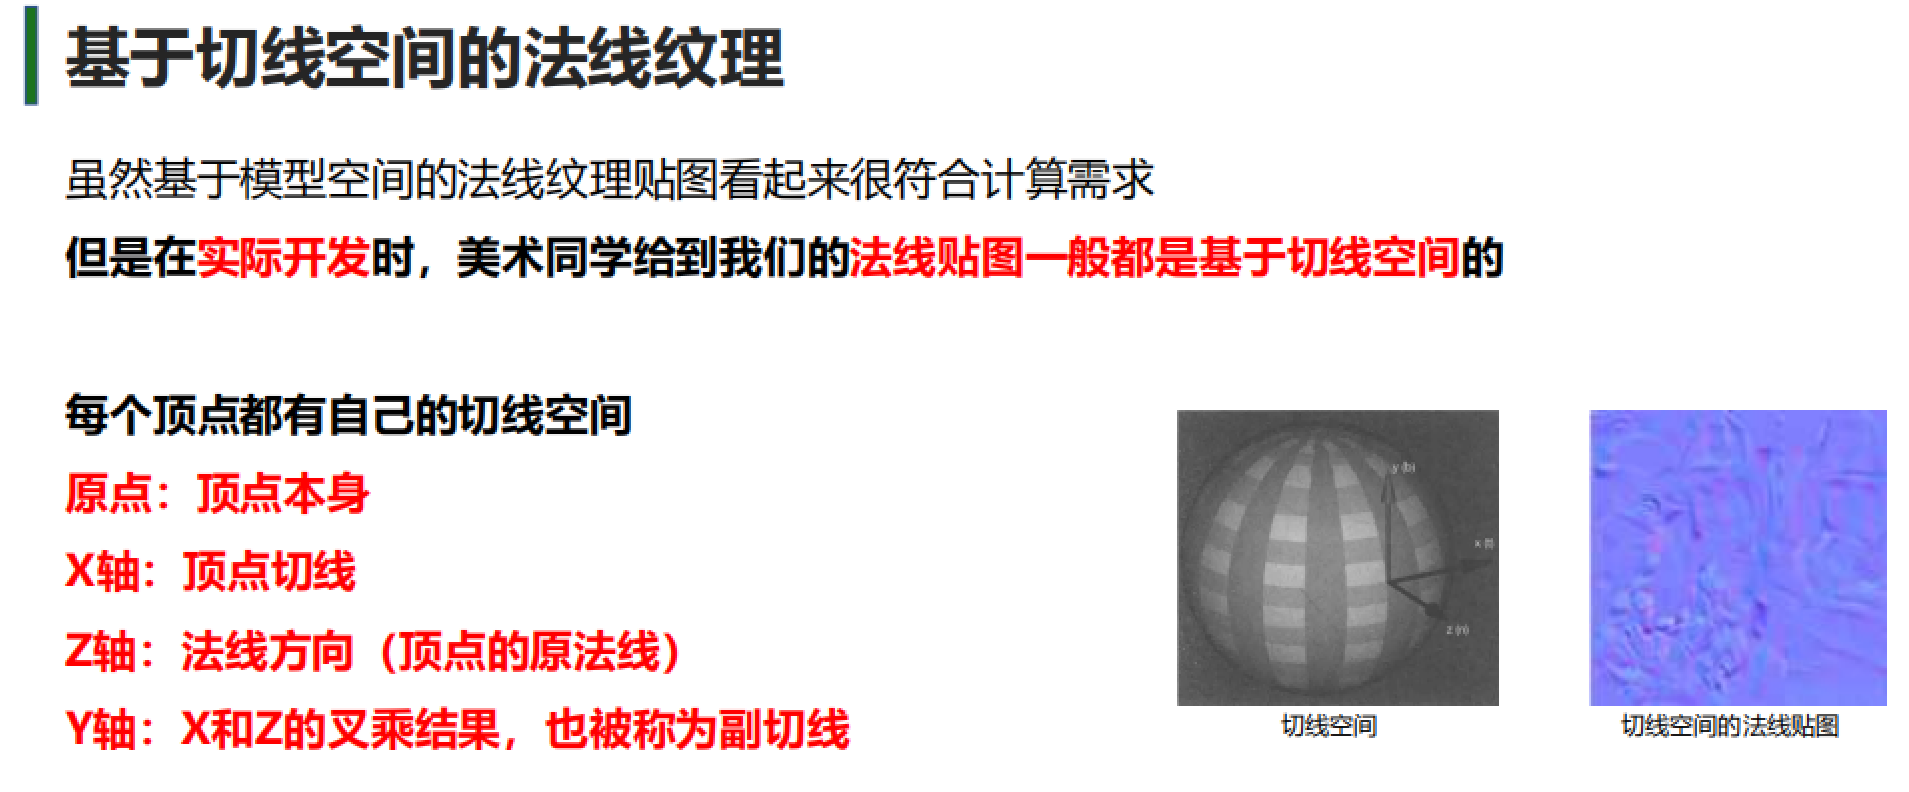 基于切线空间的法线纹理
虽然基于模型空间的法线纹理贴图看起来很符合计算需求
但是在实际开发时，美术同学给到我们的法线贴图一般都是基于切线空间的
每个顶点都有自己的切线空间
原点：顶点本身
X轴：顶点切线
Z轴：法线方向（顶点的原法线）
Y轴：X和Z的叉乘结果，也被称为副切线
y (b)
x (t)
z (n)
切线空间
切线空间的法线贴图